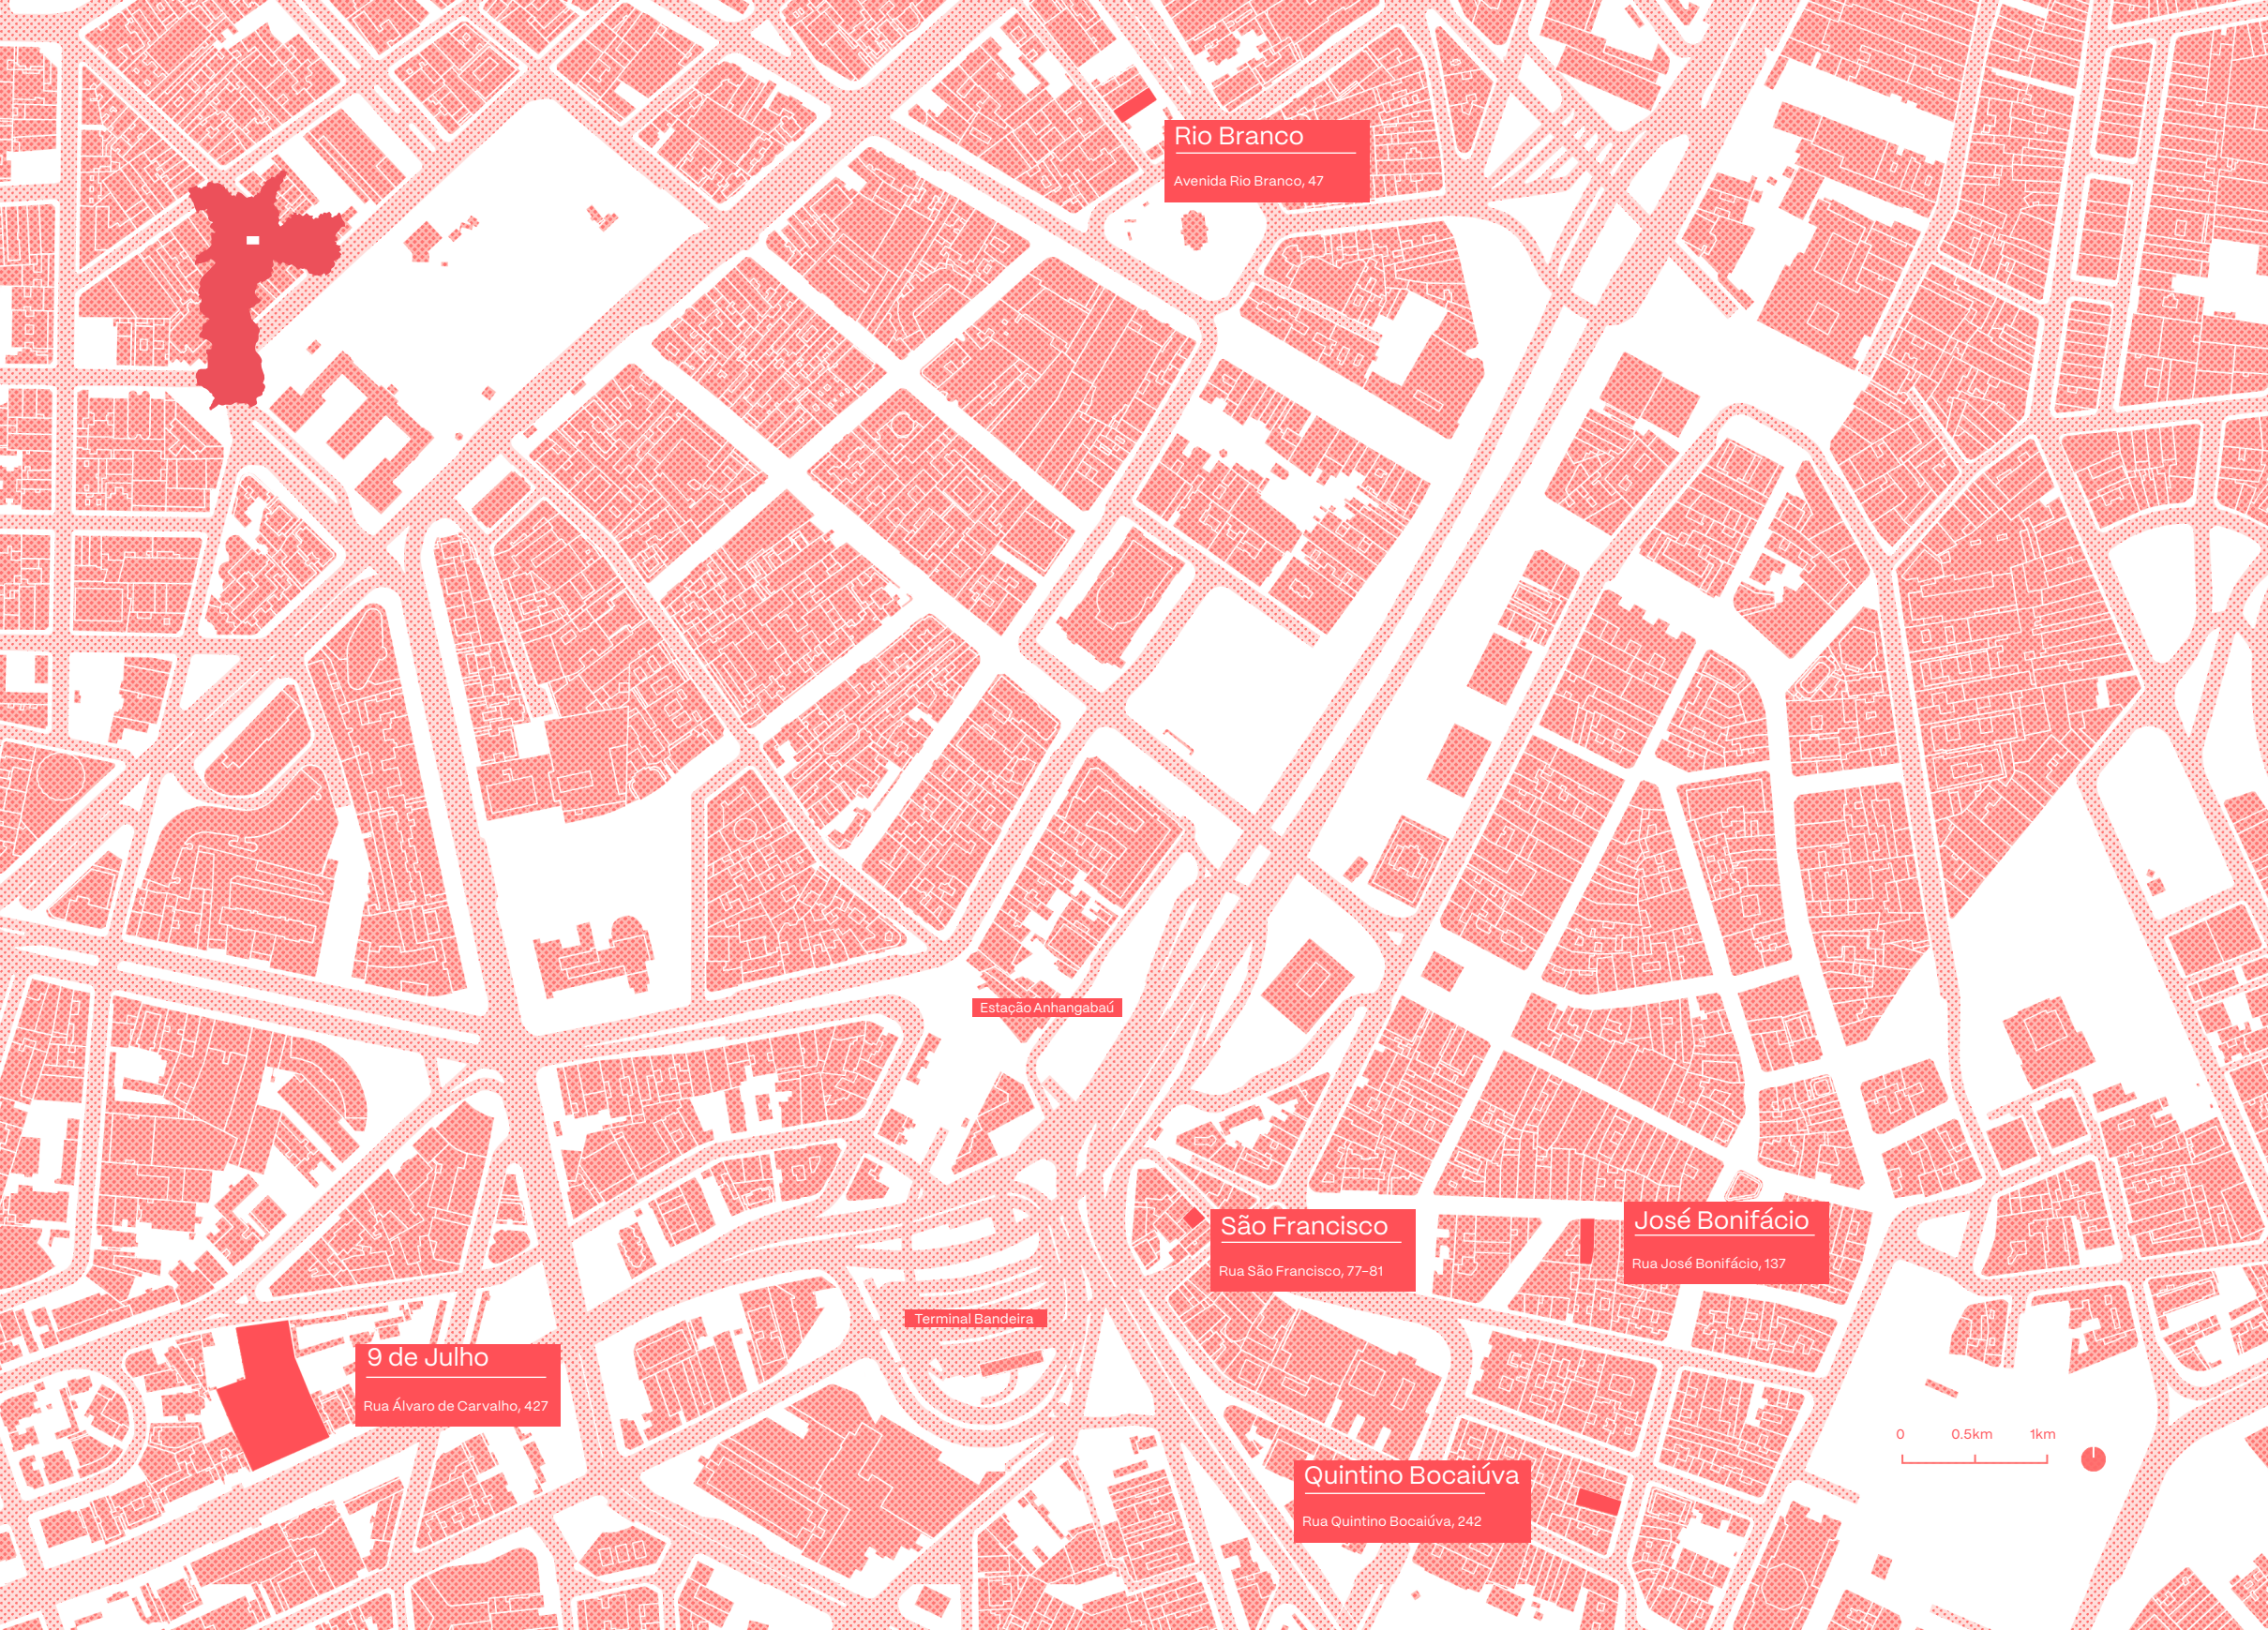 Rio Branco
Avenida Rio Branco, 47
Estação Anhangabaú
São Francisco
Rua São Francisco, 77-81
José Bonifácio
Rua José Bonifácio, 137
Terminal Bandeira
9 de Julho
Rua Álvaro de Carvalho, 427
0 0.5km 1km
Quintino Bocaiúva
Rua Quintino Bocaiúva, 242